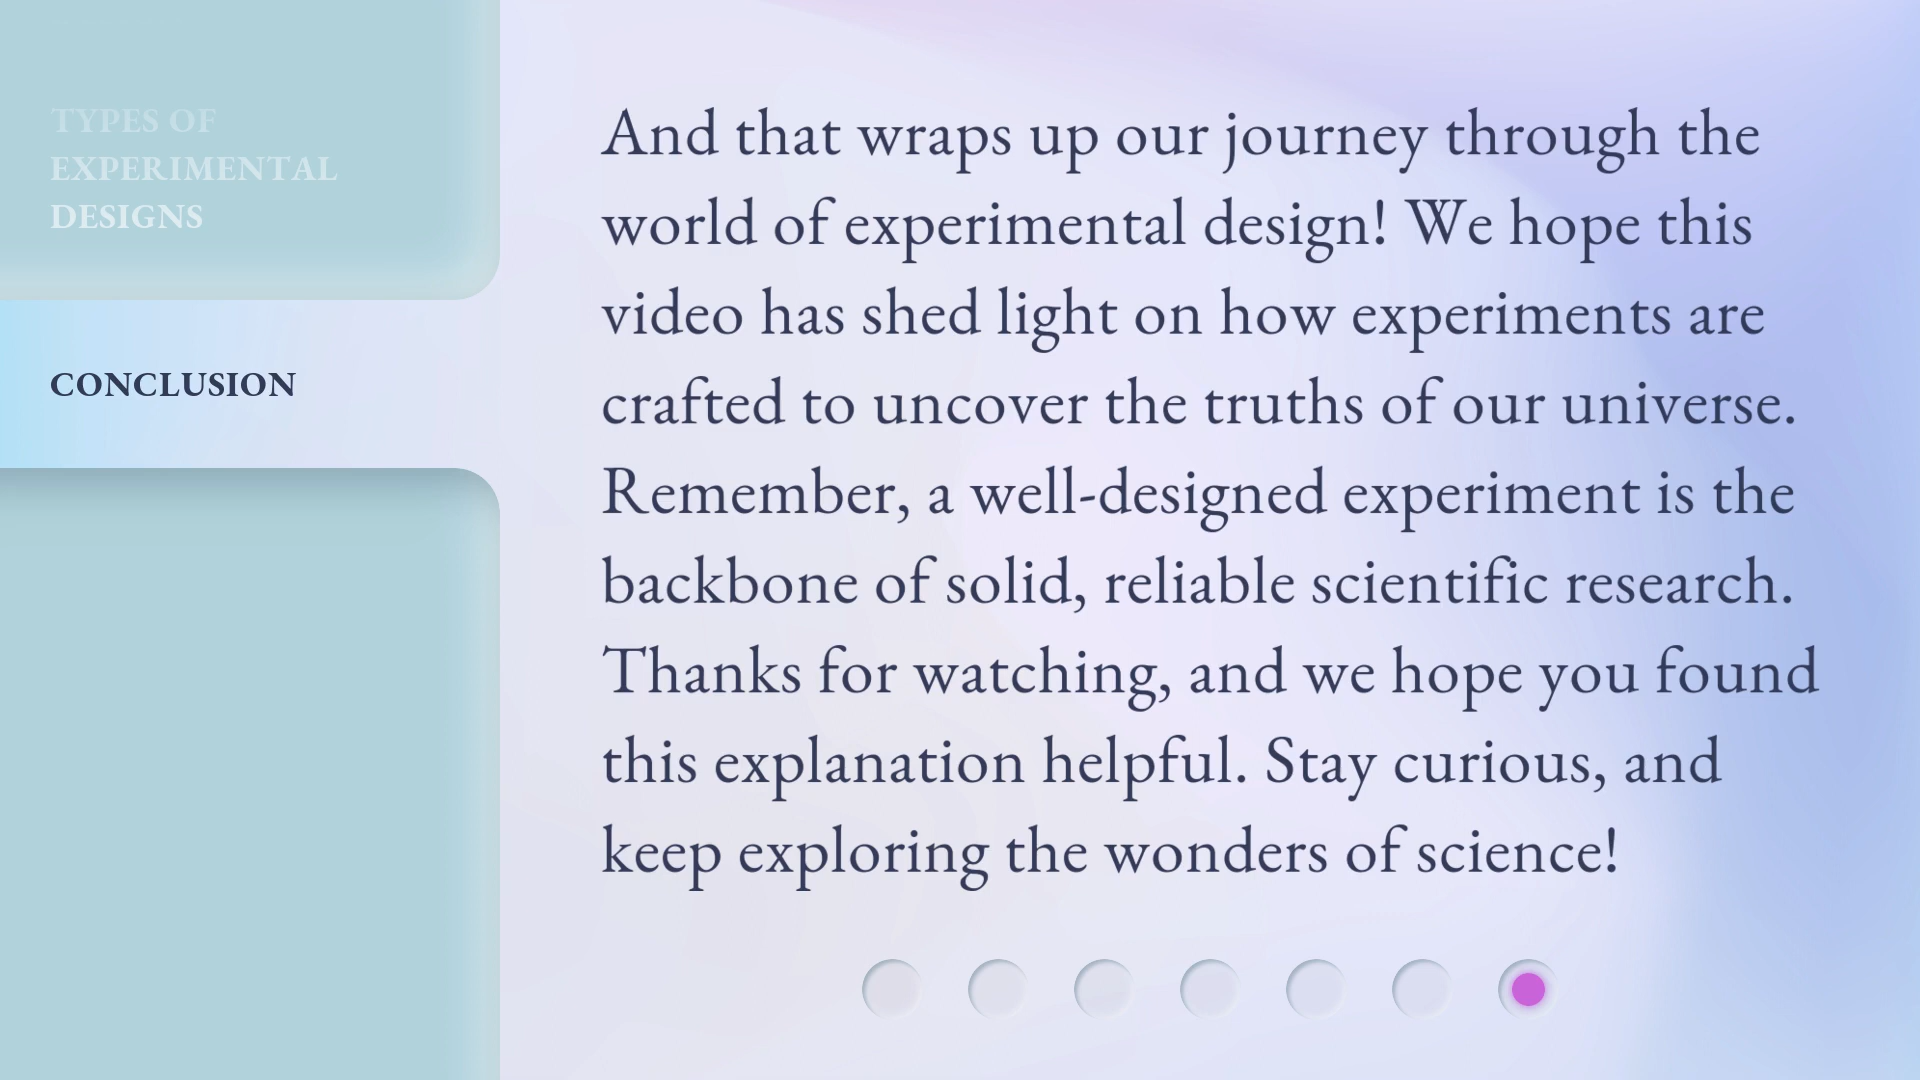 TYPES OF
EXPERIMENTAL
DESIGNS
CONCLUSION
And that wraps up our journey through the
world of experimental design! We hope this
video has shed light on how experiments are
crafted to uncover the truths of our universe.
Remember, a well-designed experiment is the
backbone of solid, reliable scientific research.
Thanks for watching, and we hope you found
this explanation helpful. Stay curious, and
keep exploring the wonders of science!